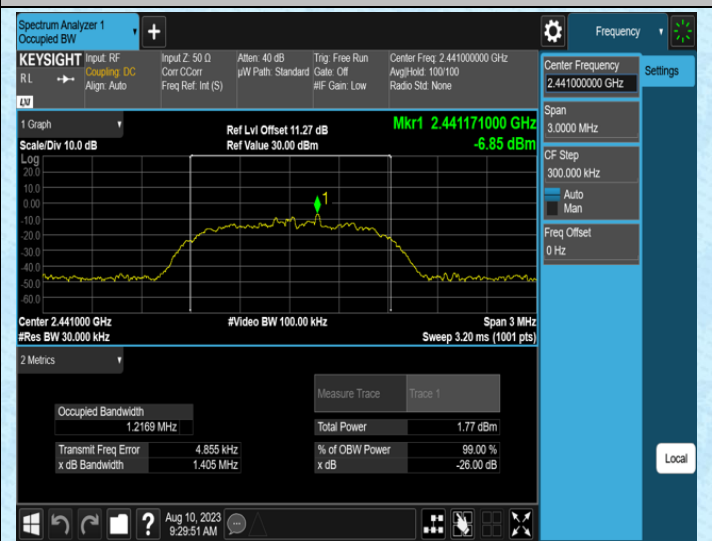 Spectrum Analyzer 1
Occupied BW
+
Frequency
KEYSIGHT
RL
LXI
Input: RF
Coupling: DC
Align: Auto
Input Z: 50 Ω
Corr CCorr
Freq Ref: Int (S)
Atten: 40 dB
µW Path: Standard
Trig: Free Run
Gate: Off
#IF Gain: Low
Center Freq: 2.441000000 GHz
Avg|Hold: 100/100
Radio Std: None
1 Graph
Scale/Div 10.0 dB
Ref Lvl Offset 11.27 dB
Ref Value 30.00 dBm
Mkr1 2.441171000 GHz
-6.85 dBm
Log
20.0
10.0
0.00
-10.0
-20.0
-30.0
-40.0
-50.0
-60.0
1
Center 2.441000 GHz
#Res BW 30.000 kHz
#Video BW 100.00 kHz
Span 3 MHz
Sweep 3.20 ms (1001 pts)
2 Metrics
Measure Trace
Trace 1
Occupied Bandwidth
1.2169 MHz
Total Power
1.77 dBm
Transmit Freq Error
4.855 kHz
% of OBW Power
99.00 %
x dB Bandwidth
1.405 MHz
x dB
-26.00 dB
Center Frequency
2.441000000 GHz
Settings
Span
3.0000 MHz
CF Step
300.000 kHz
Auto
Man
Freq Offset
0 Hz
Local
?
Aug 10, 2023
9:29:51 AM